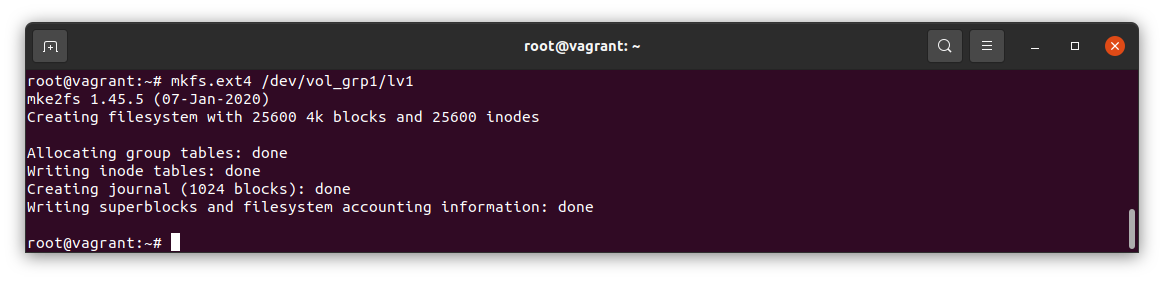 root@vagrant: ~
root@vagrant:~# mkfs.ext4 /dev/vol_grp1/lv1
mke2fs 1.45.5 (07-Jan-2020)
Creating filesystem with 25600 4k blocks and 25600 inodes
Allocating group tables: done
Writing inode tables: done
Creating journal (1024 blocks): done
Writing superblocks and filesystem accounting information: done
root@vagrant:~#